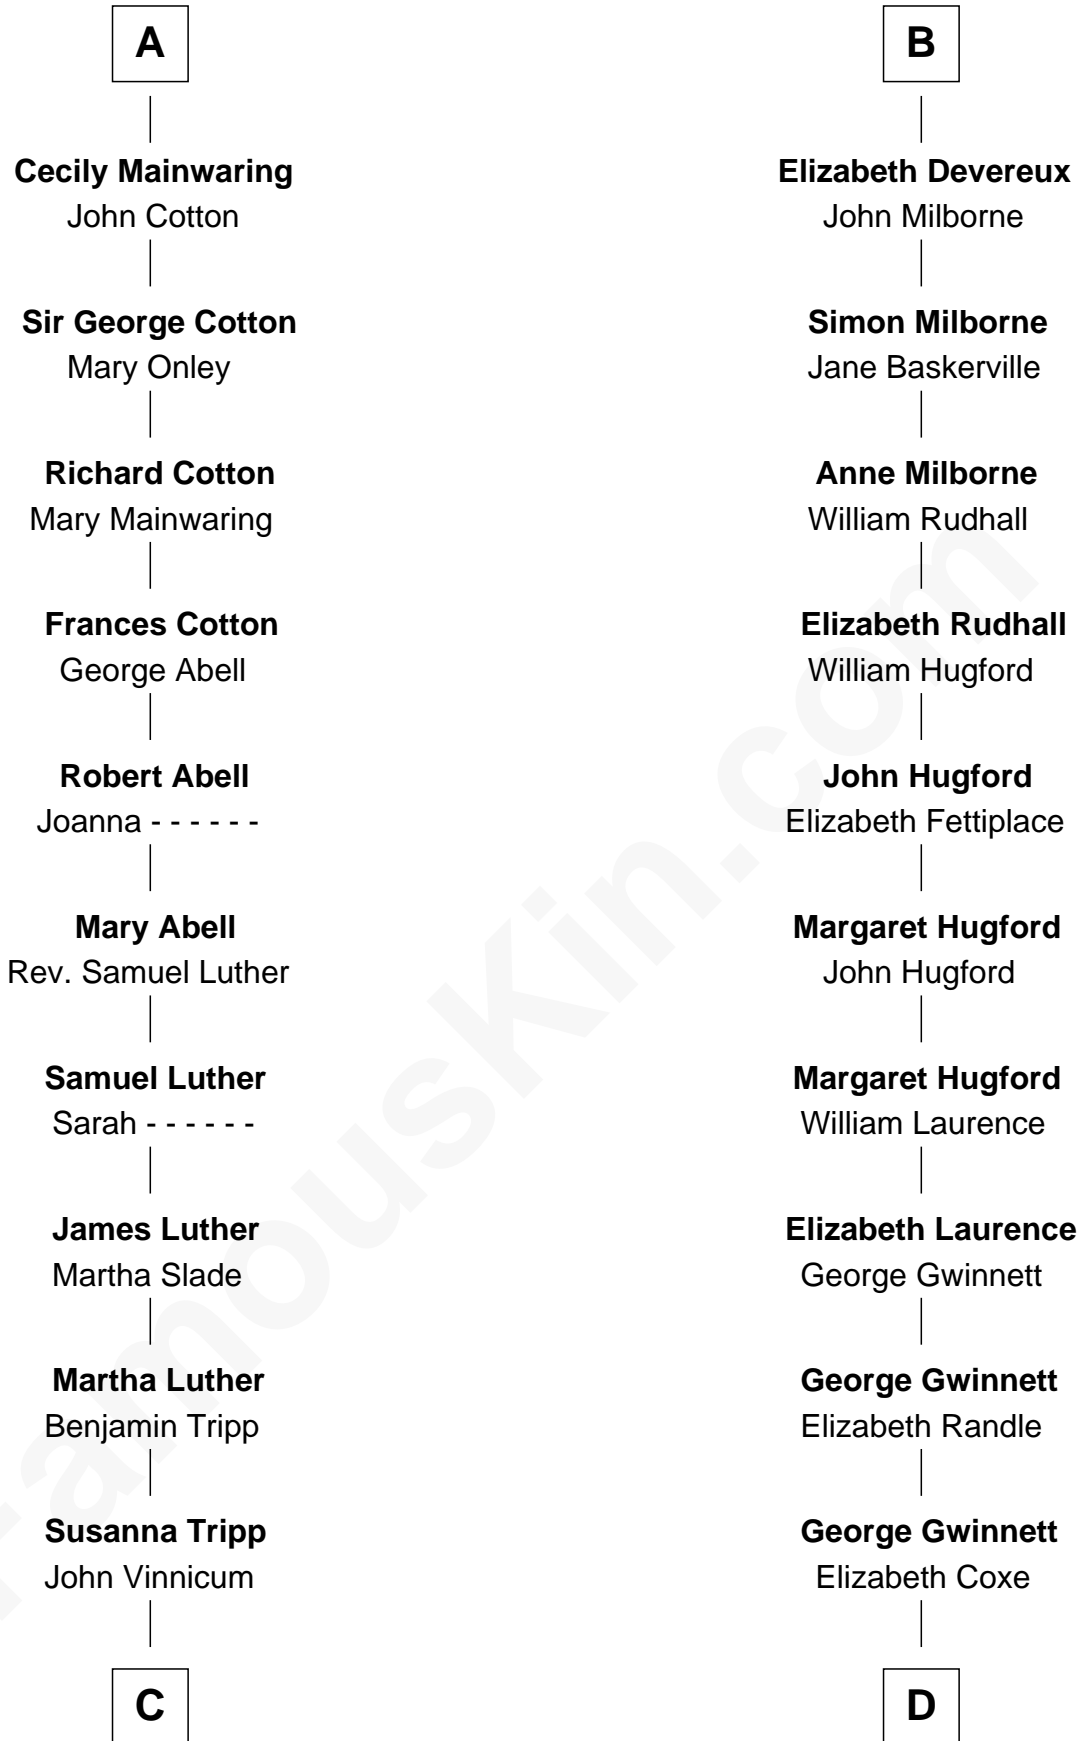 A
Cecily Mainwaring
John Cotton
Sir George Cotton
Mary Onley
Richard Cotton
Mary Mainwaring
Frances Cotton
George Abell
Robert Abell
Joanna - - - - - -
Mary Abell
Rev. Samuel Luther
Samuel Luther
Sarah - - - - - -
James Luther
Martha Slade
Martha Luther
Benjamin Tripp
Susanna Tripp
John Vinnicum
C
B
Elizabeth Devereux
John Milborne
Simon Milborne
Jane Baskerville
Anne Milborne
William Rudhall
Elizabeth Rudhall
William Hugford
John Hugford
Elizabeth Fettiplace
Margaret Hugford
John Hugford
Margaret Hugford
William Laurence
Elizabeth Laurence
George Gwinnett
George Gwinnett
Elizabeth Randle
George Gwinnett
Elizabeth Coxe
D
FamousKin.com